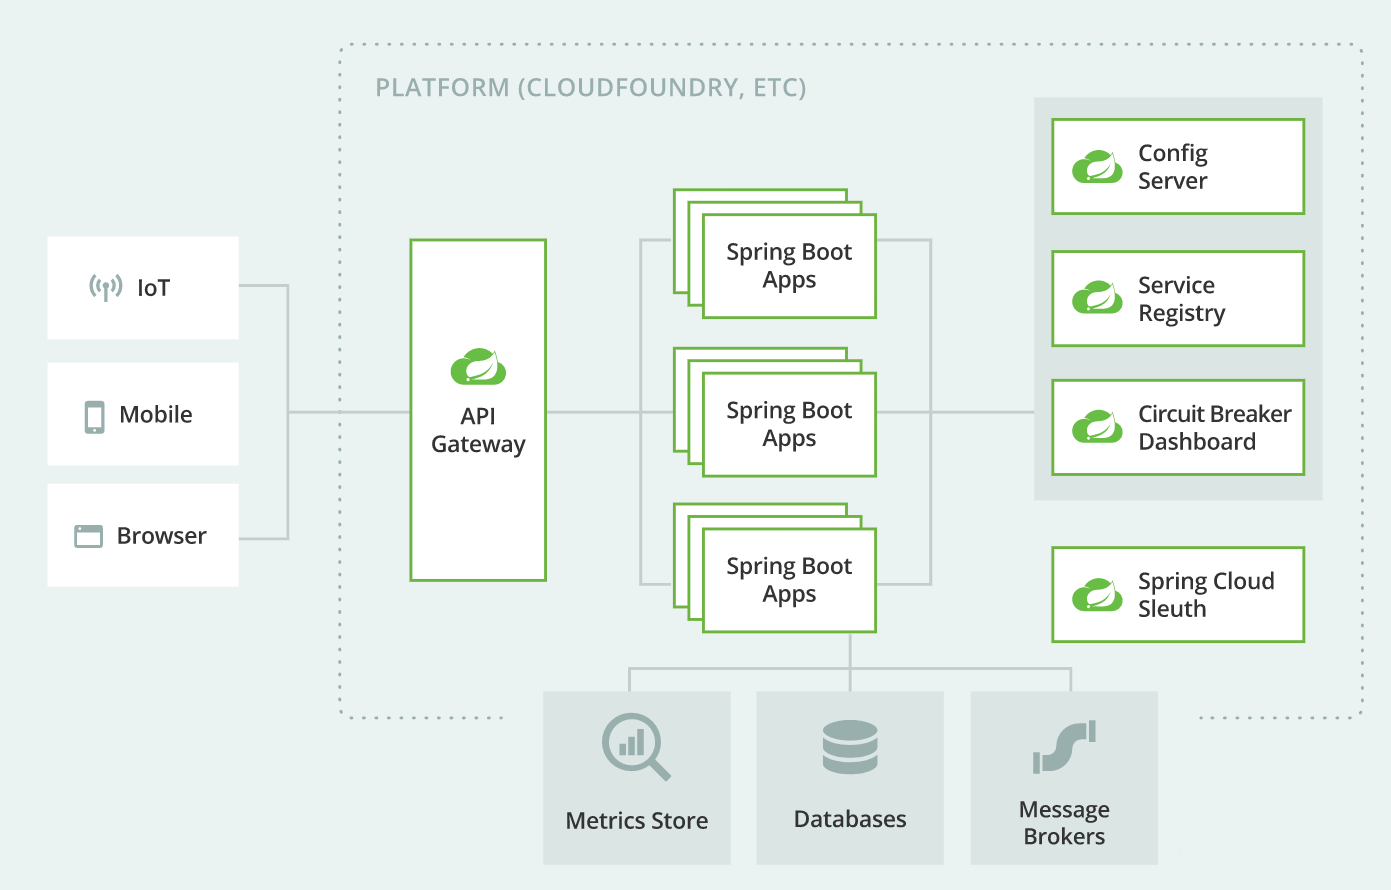 PLATFORM (CLOUDFOUNDRY, ETC)
IoT
Mobile
Browser
API
Gateway
Spring Boot
Apps
Spring Boot
Apps
Spring Boot
Apps
Config
Server
Service
Registry
Circuit Breaker
Dashboard
Spring Cloud
Sleuth
Metrics Store
Databases
Message
Brokers